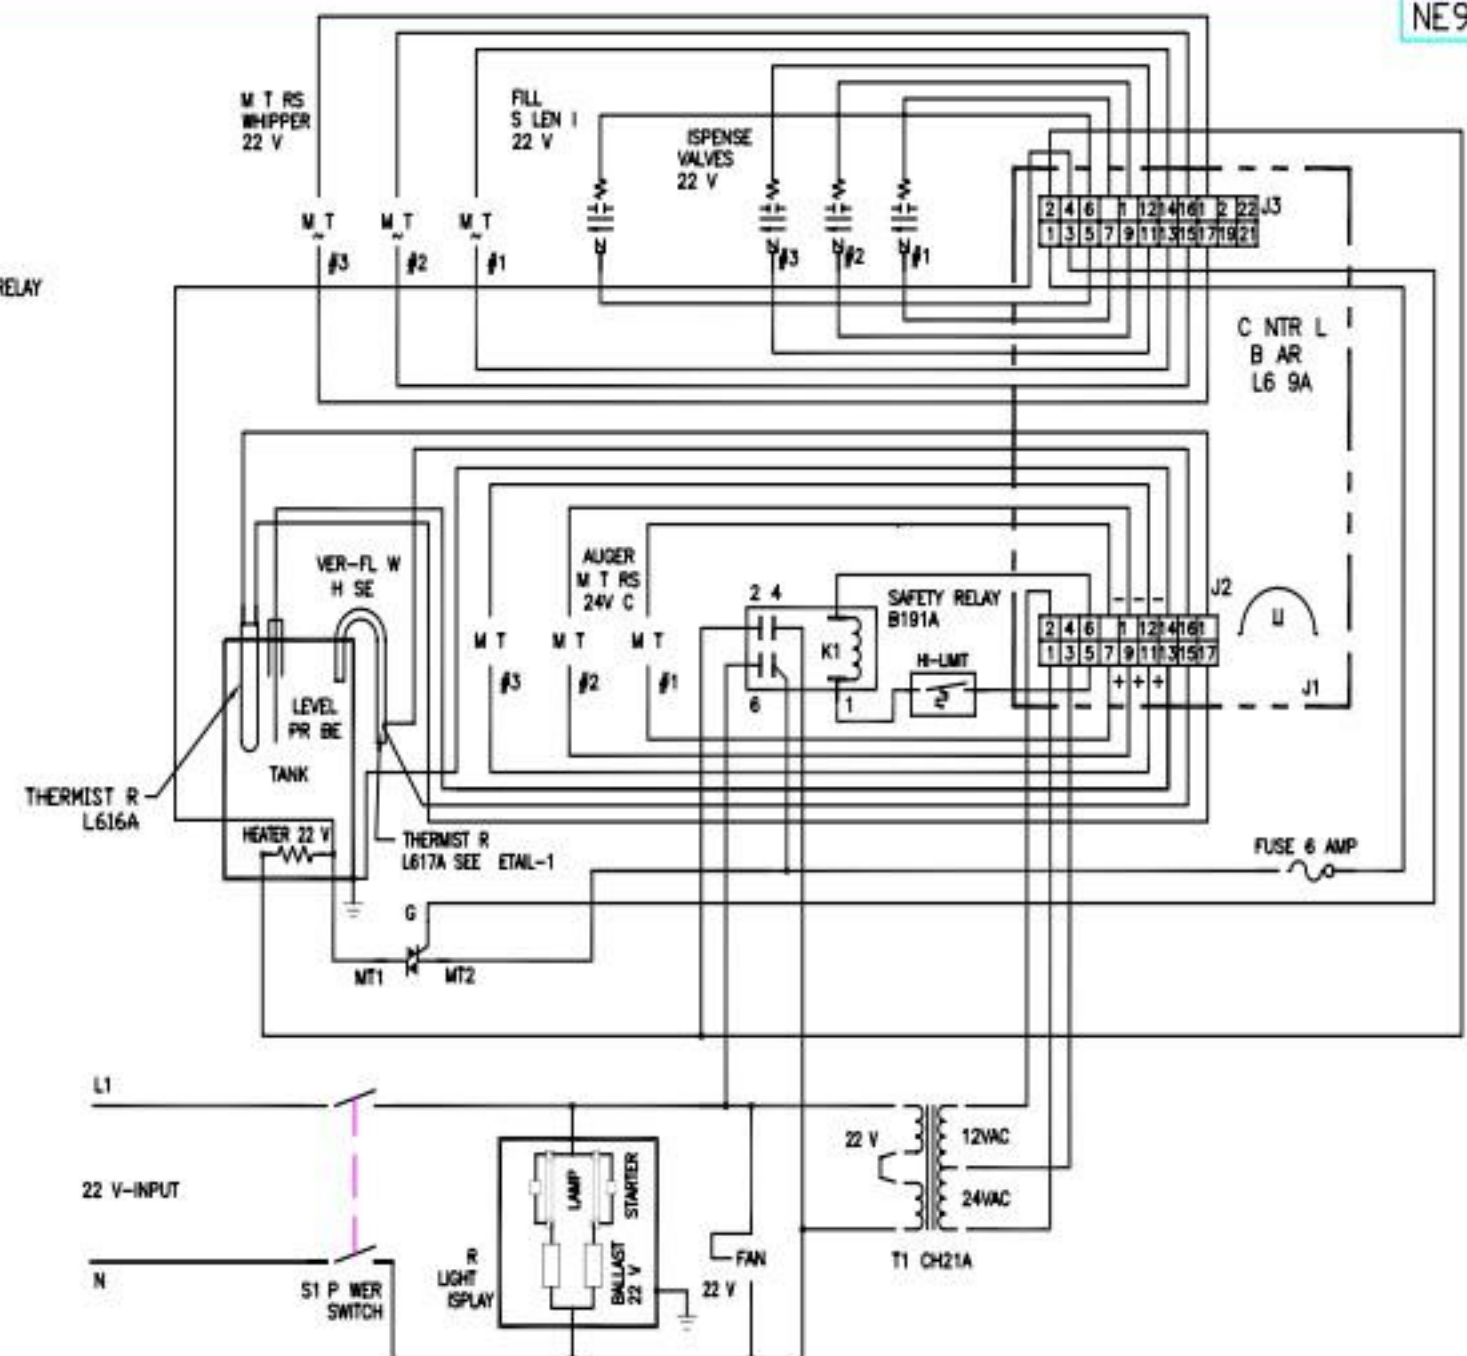 NE9
M T RS
WHIPPER
22 V
FILL
S LEN I
22 V
ISPENSE
VALVES
22 V
M T
~
#3
M T
~
#2
M T
~
#1
#3
#2
#1
2 4 6 1 12 14 16 1 2 22
J3
1 3 5 7 9 11 13 15 17 19 21
RELAY
C NTR L
B AR
L6 9A
VER-FL W
H SE
AUGER
M T RS
24V C
M T
#3
M T
#2
M T
#1
2 4
K1
6
1
SAFETY RELAY
B191A
HI-LIMIT
J2
- - -
2 4 6 1 12 14 16 1
1 3 5 7 9 11 13 15 17
+ + +
J1
LEVEL
PR BE
TANK
THERMIST R
L616A
HEATER 22 V
THERMIST R
L617A SEE ETAIL-1
FUSE 6 AMP
G
MT1
MT2
L1
22 V-INPUT
N
S1 P WER
SWITCH
R
LIGHT
ISPLAY
LAMP
STARTER
BALLAST
22 V
FAN
22 V
22 V
12VAC
24VAC
T1 CH21A